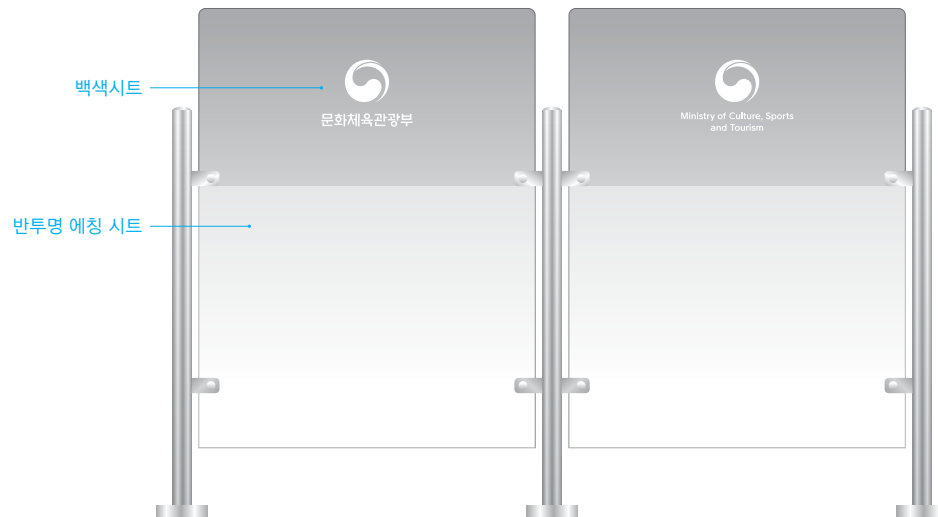 백색시트
문화체육관광부
Ministry of Culture, Sports
and Tourism
반투명 에칭 시트